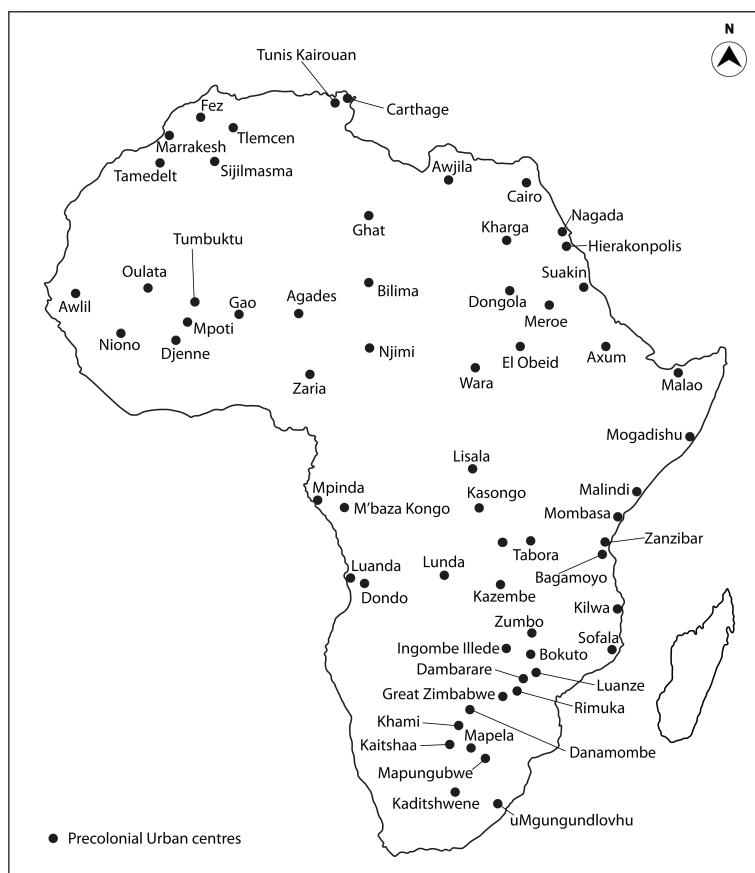 N
Tunis Kairouan
Carthage
Fez
Tlemcen
Marrakesh
Sijilmasma
Tamedelt
Awjila
Cairo
Nagada
Ghat
Kharga
Hierakonpolis
Tumbuktu
Suakin
Oulata
Bilima
Awlil
Gao
Agades
Dongola
Mpoti
Meroe
Niono
Djenne
Njimi
El Obeid
Axum
Zaria
Wara
Malao
Mogadishu
Lisala
Mpinda
Kasongo
Malindi
M'baza Kongo
Mombasa
Zanzibar
Tabora
Luanda
Lunda
Bagamoyo
Dondo
Kazembe
Kilwa
Zumbo
Sofala
Ingombe Illede
Bokuto
Dambarare
Luanze
Great Zimbabwe
Rimuka
Khami
Mapela
Kaitshaa
Danamombe
Mapungubwe
Kaditshwene
uMgungundlovhu
Precolonial Urban centres